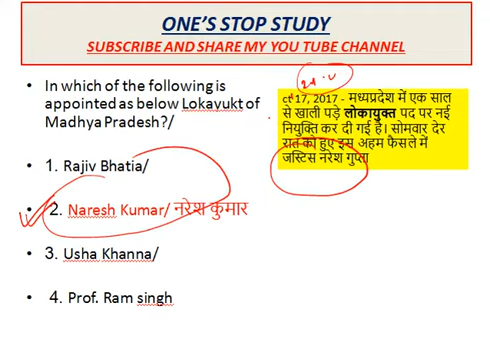 ONE'S STOP STUDY
SUBSCRIBE AND SHARE MY YOU TUBE CHANNEL
• In which of the following is
appointed as below Lokayukt of
Madhya Pradesh?/
• 1. Rajiv Bhatia/
• 2. Naresh Kumar/ नरेश कुमार
• 3. Usha Khanna/
• 4. Prof. Ram singh
ct 17, 2017 - मध्यप्रदेश में एक साल
से खाली पड़े लोकायुक्त पद पर नई
नियुक्ति कर दी गई है। सोमवार देर
रात को हुए इस अहम फैसले में
जस्टिस नरेश गुप्ता